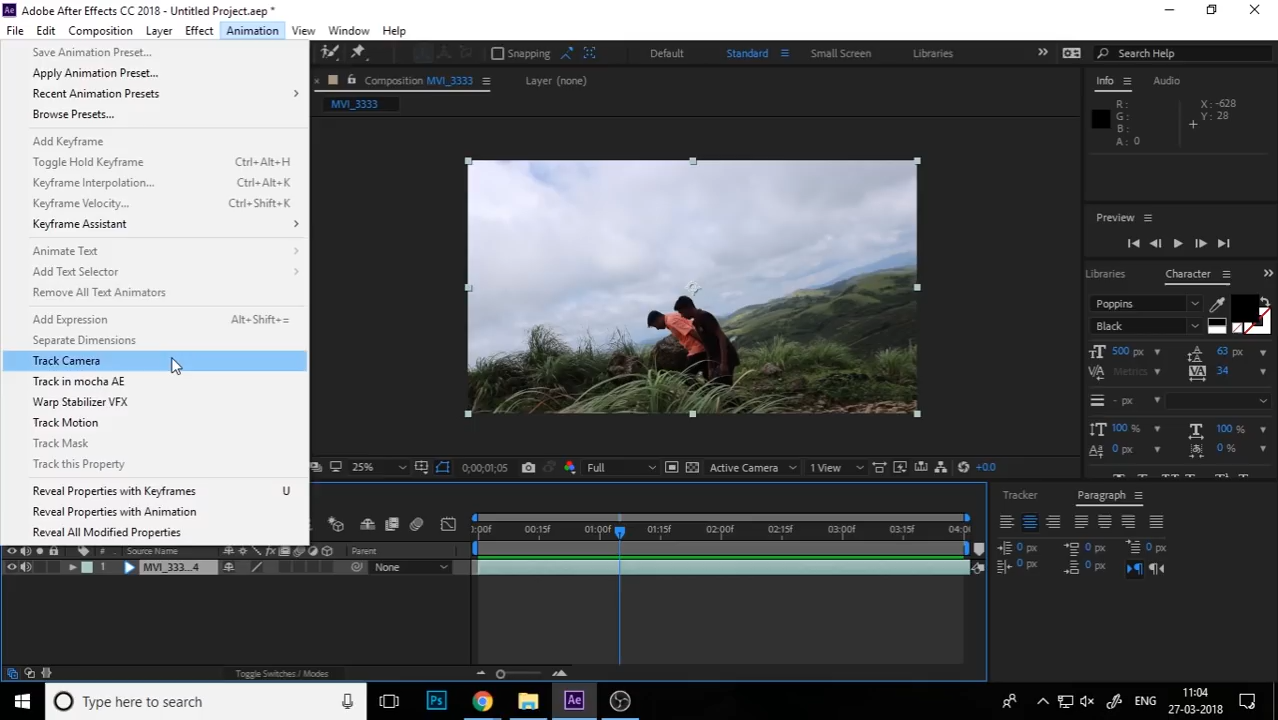 Ae Adobe After Effects CC 2018 - Untitled Project.aep *
File Edit Composition Layer Effect Animation View Window Help
Save Animation Preset...
Apply Animation Preset...
Recent Animation Presets
Browse Presets...
Add Keyframe
Toggle Hold Keyframe Ctrl+Alt+H
Keyframe Interpolation... Ctrl+Alt+K
Keyframe Velocity... Ctrl+Shift+K
Keyframe Assistant
Animate Text
Add Text Selector
Remove All Text Animators
Add Expression Alt+Shift+=
Separate Dimensions
Track Camera
Track in mocha AE
Warp Stabilizer VFX
Track Motion
Track Mask
Track this Property
Reveal Properties with Keyframes U
Reveal Properties with Animation
Reveal All Modified Properties
Snapping Default Standard Small Screen Libraries Search Help
Composition MVI_3333 Layer (none)
MVI_3333
25% 0;00;01;05 Full Active Camera 1 View +0.0
Info Audio
R: X: -628
G: Y: 28
B:
A: 0
Preview
Libraries Character
Poppins
Black
500 px 63 px
Metrics 34
- px
100 % 100 %
0 px 0 %
Tracker Paragraph
0 px 0 px 0 px
0 px 0 px
:00f 00:15f 01:00f 01:15f 02:00f 02:15f 03:00f 03:15f 04:0
# Source Name fx Parent
1 MVI_333...4 None
Toggle Switches / Modes
Type here to search
Ps Ae
ENG
11:04
27-03-2018